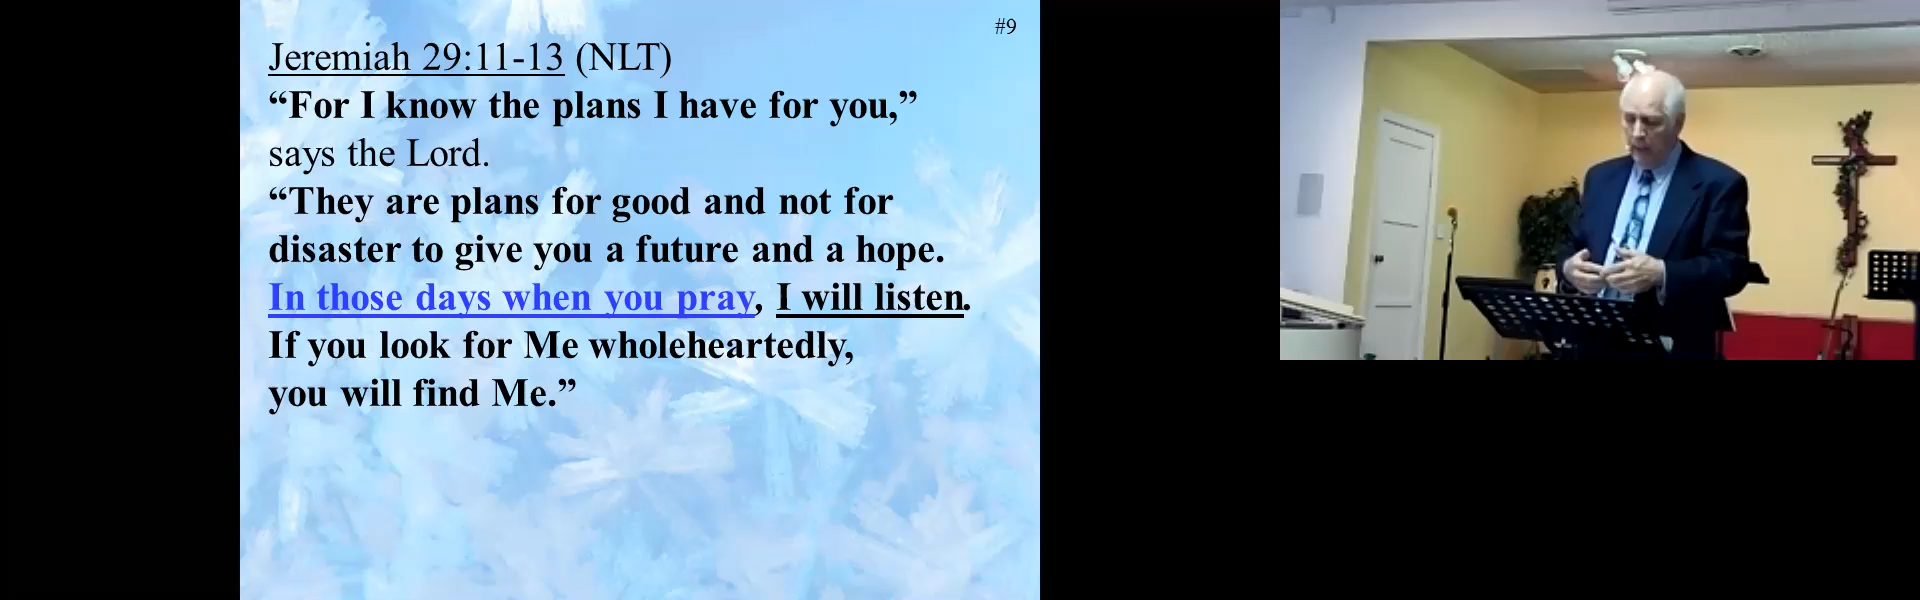 #9
Jeremiah 29:11-13 (NLT)
“For I know the plans I have for you,”
says the Lord.
“They are plans for good and not for
disaster to give you a future and a hope.
In those days when you pray, I will listen.
If you look for Me wholeheartedly,
you will find Me.”